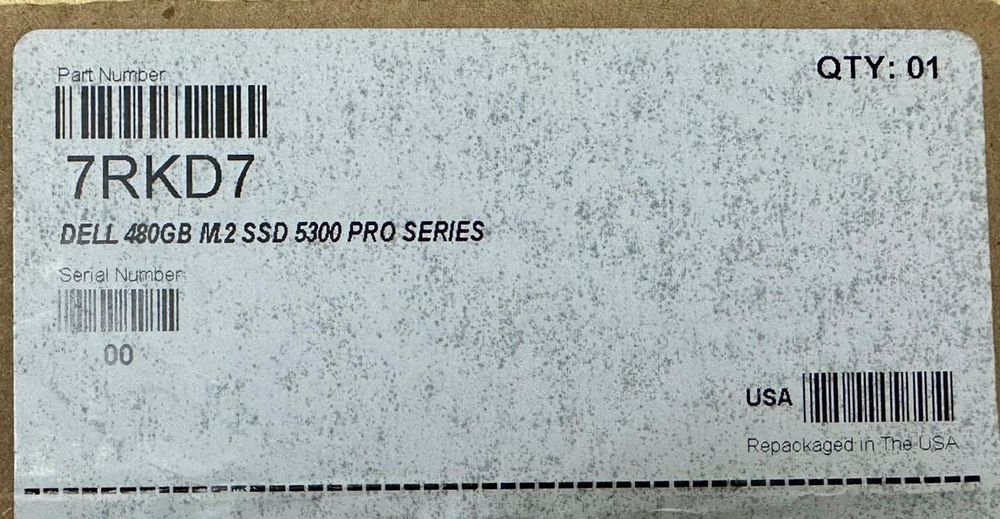 Part Number
QTY: 01
7RKD7
DELL 480GB M.2 SSD 5300 PRO SERIES
Serial Number
00
USA
Repackaged in The USA